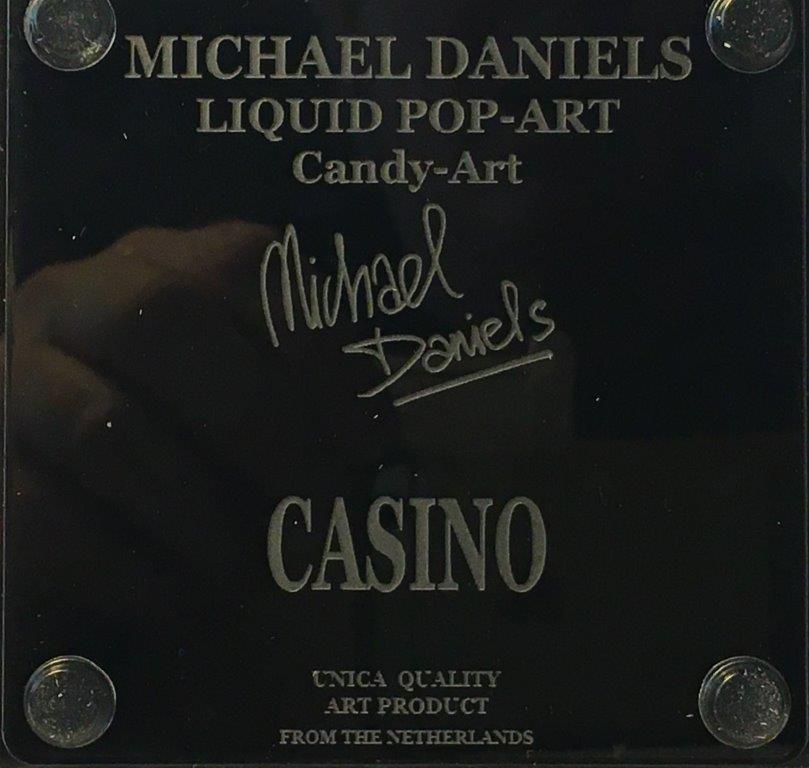 MICHAEL DANIELS
LIQUID POP-ART
Candy-Art
Michael
Daniels
CASINO
UNICA QUALITY
ART PRODUCT
FROM THE NETHERLANDS